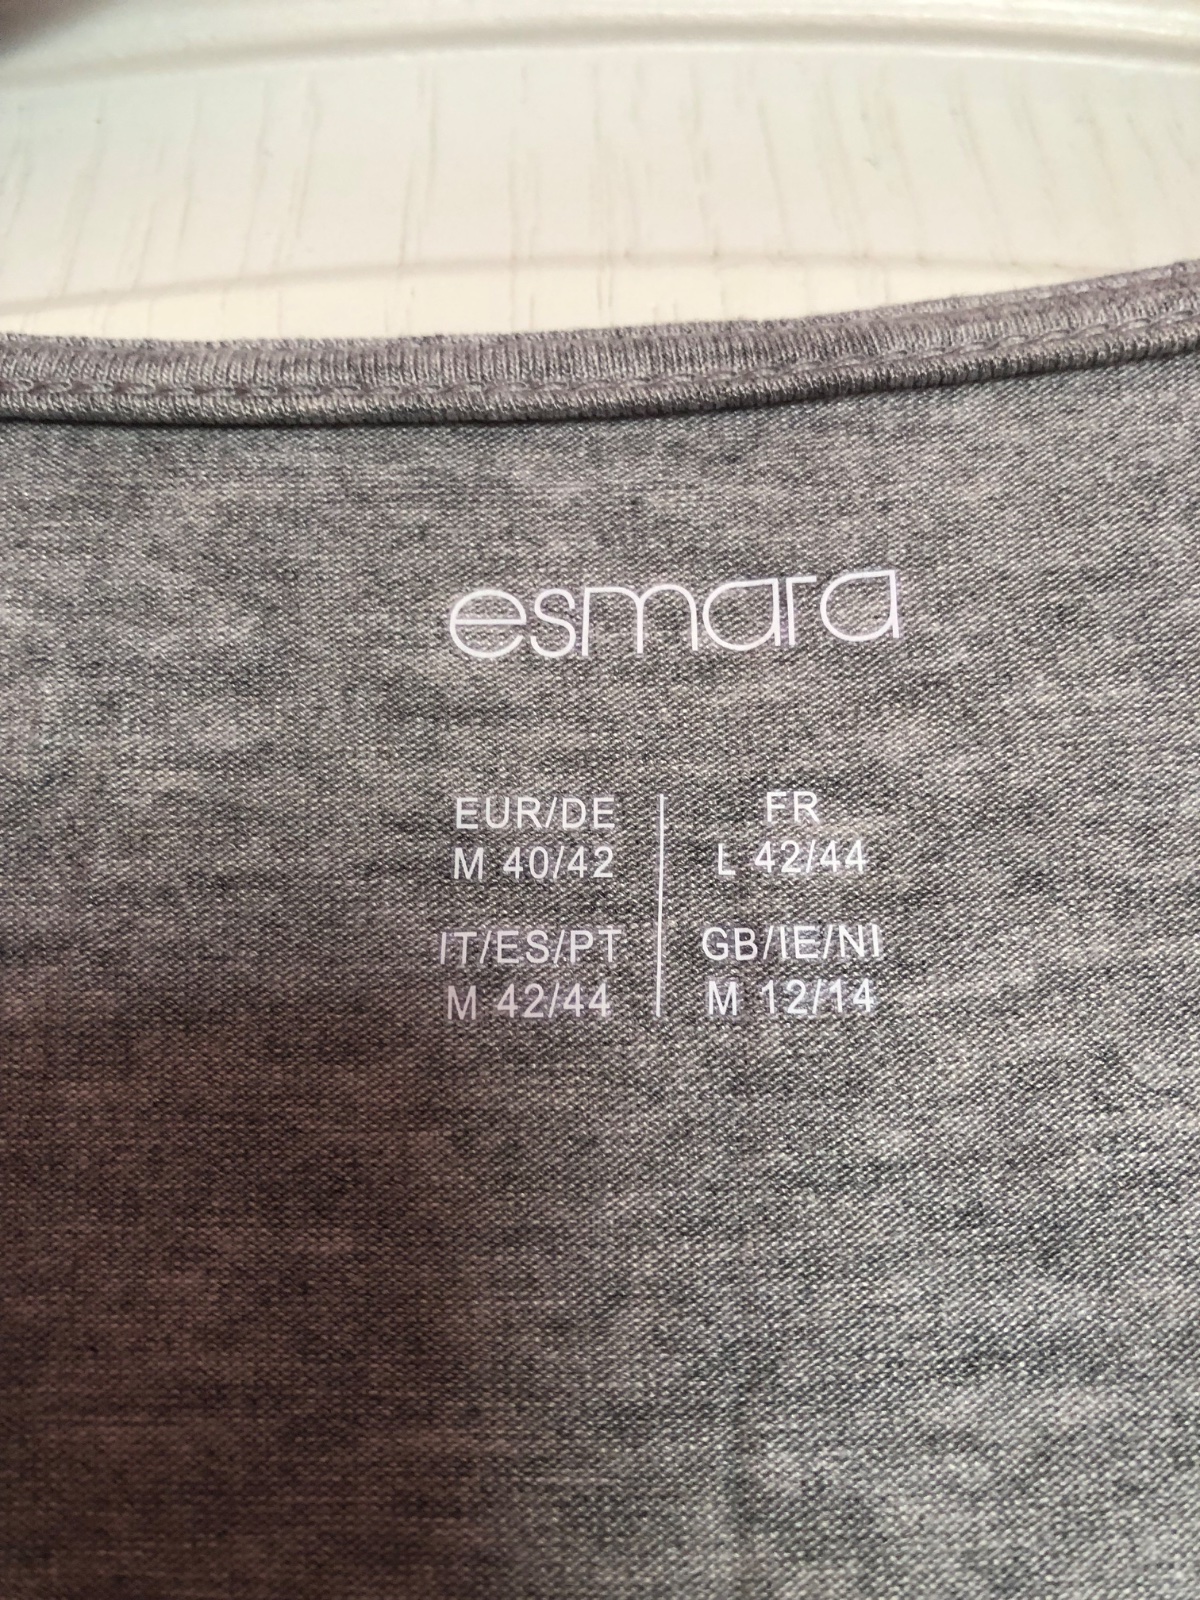 esmara
EUR/DE
M 40/42
FR
L 42/44
IT/ES/PT
M 42/44
GB/IE/NI
M 12/14